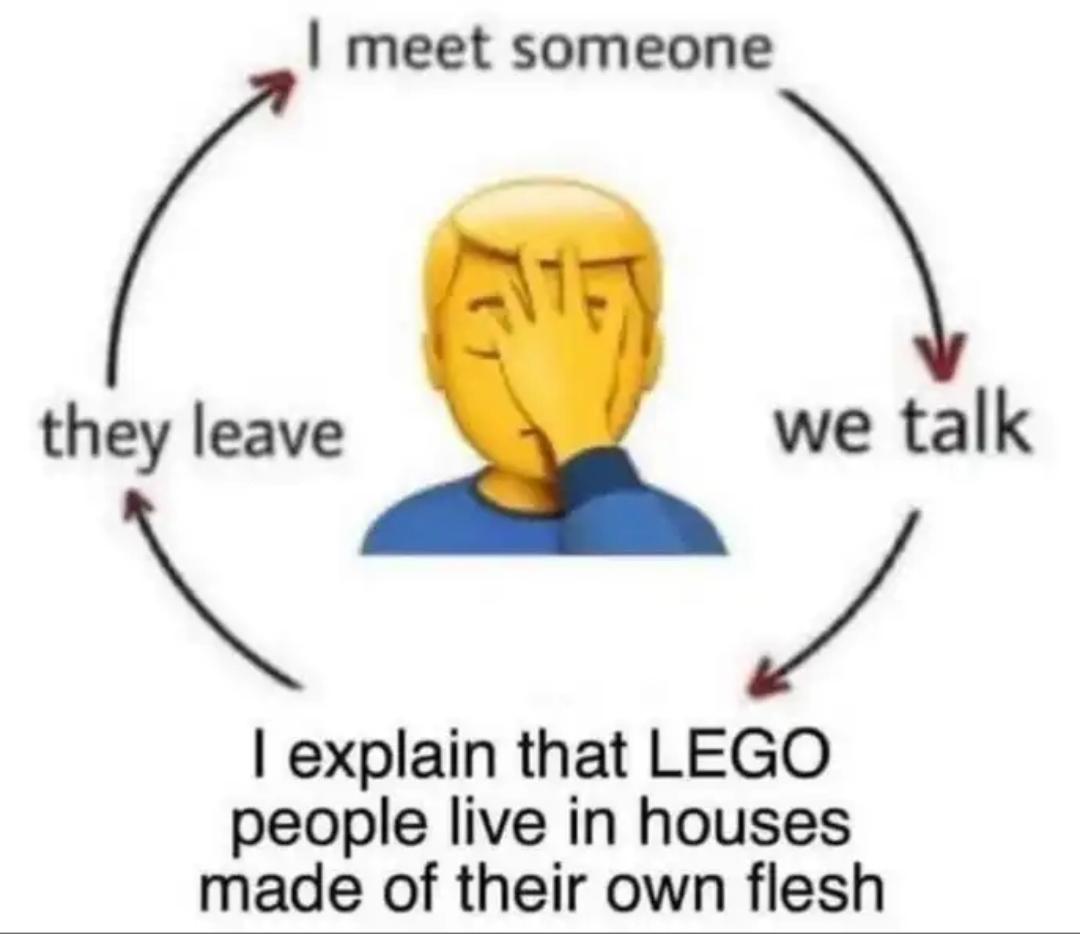 I meet someone
we talk
I explain that LEGO
people live in houses
made of their own flesh
they leave